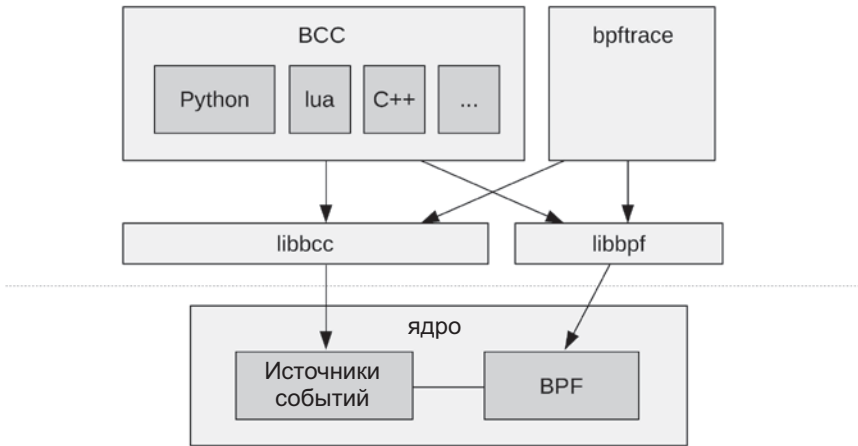 BCC
bpftrace
Python
lua
C++
...
libbcc
libbpf
ядро
Источники
событий
BPF